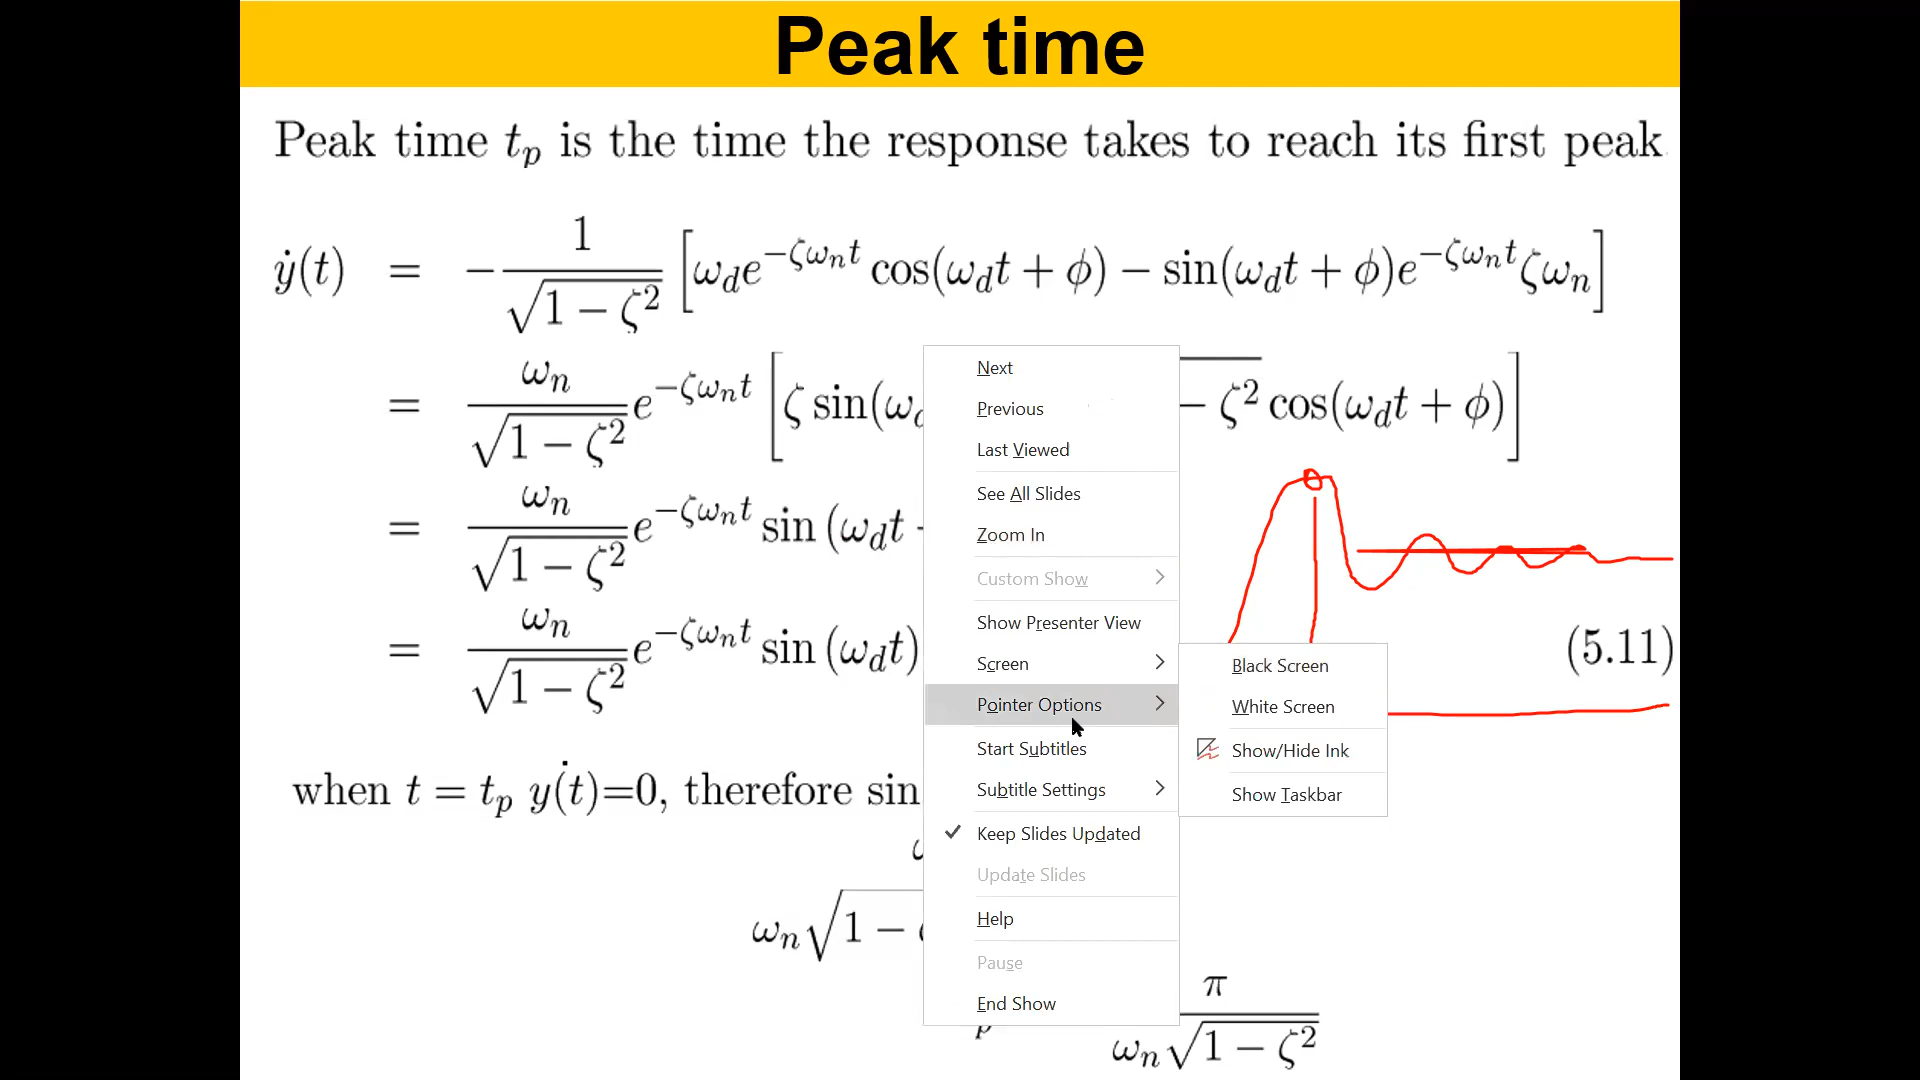 Peak time
Peak time t_p is the time the response takes to reach its first peak.
ẏ(t) = −1/√(1 − ζ²) [ω_d e^{−ζω_n t} cos(ω_d t + ϕ) − sin(ω_d t + ϕ)e^{−ζω_n t} ζω_n]
= ω_n/√(1 − ζ²) e^{−ζω_n t} [ζ sin(ω_d − ζ² cos(ω_d t + ϕ)]
= ω_n/√(1 − ζ²) e^{−ζω_n t} sin (ω_d t
= ω_n/√(1 − ζ²) e^{−ζω_n t} sin (ω_d t) (5.11)
when t = t_p ẏ(t)=0, therefore sin
ω_n√1 −
p π/ω_n√(1 − ζ²)
Next
Previous
Last Viewed
See All Slides
Zoom In
Custom Show
Show Presenter View
Screen
Pointer Options
Start Subtitles
Subtitle Settings
Keep Slides Updated
Update Slides
Help
Pause
End Show
Black Screen
White Screen
Show/Hide Ink
Show Taskbar